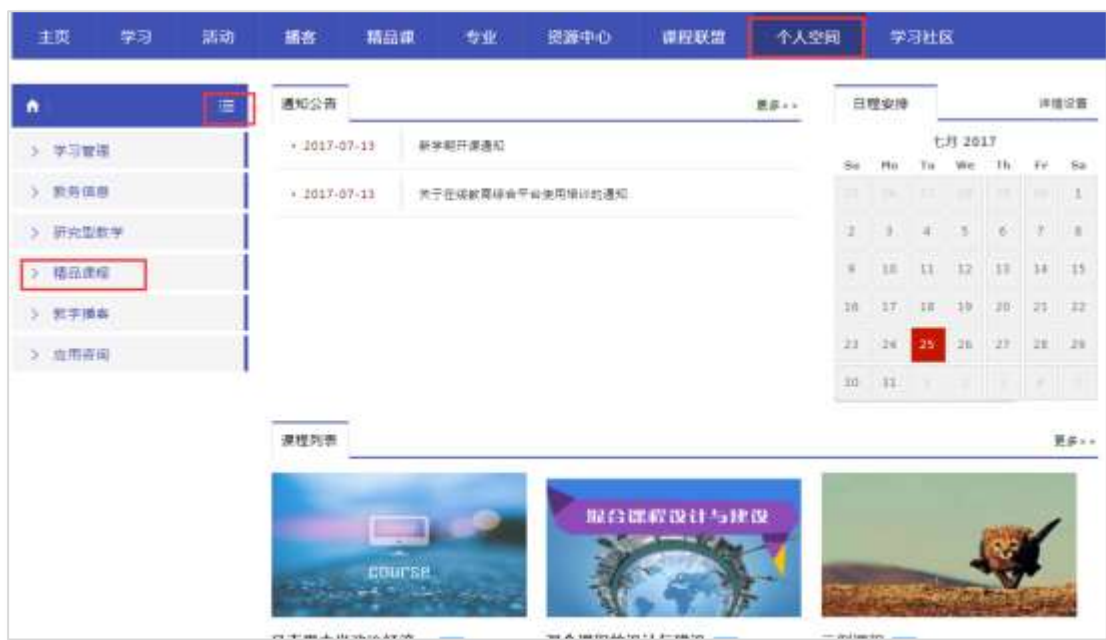 主页 学习 活动 播客 精品课 专业 资源中心 课程联盟 个人空间 学习社区
通知公告 更多>>
日程安排 详细设置
学习管理
教务信息
研究型教学
精品课程
教学播客
应用咨询
2017-07-13 新学期开课通知
2017-07-13 关于在线教育综合平台使用培训的通知
七月 2017
Su Mo Tu We Th Fr Sa
1
2 3 4 5 6 7 8
9 10 11 12 13 14 15
16 17 18 19 20 21 22
23 24 25 26 27 28 29
30 31
课程列表 更多>>
course
混合课程设计与建设